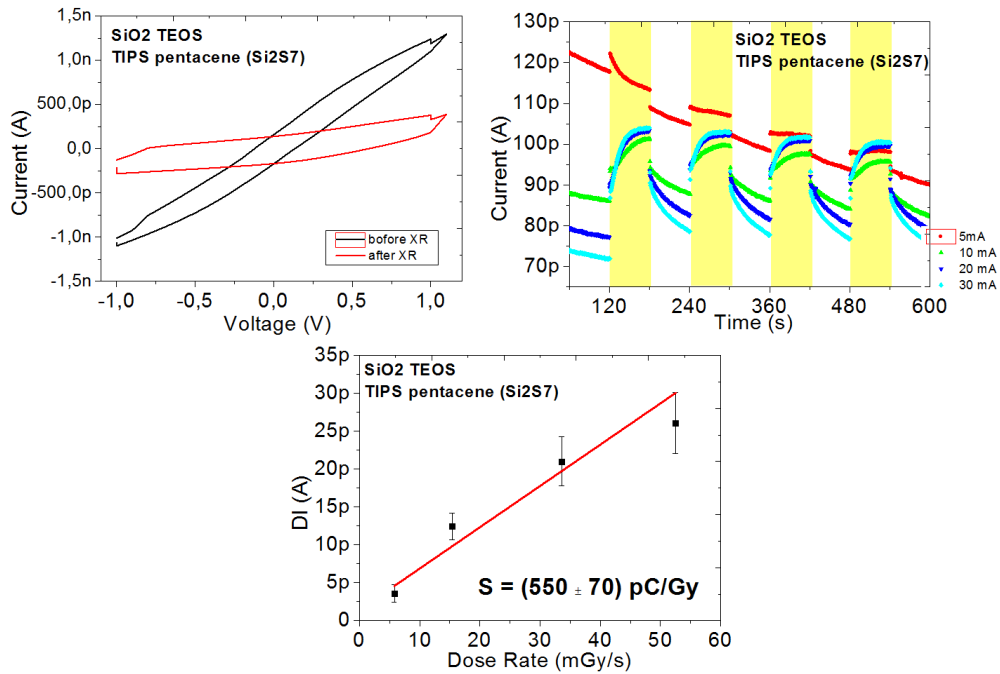 SiO2 TEOS
TIPS pentacene (Si2S7)
1,5n
1,0n
500,0p
0,0
-500,0p
-1,0n
-1,5n
Current (A)
bofore XR
after XR
-1,0
-0,5
0,0
0,5
1,0
Voltage (V)
SiO2 TEOS
TIPS pentacene (Si2S7)
130p
120p
110p
100p
90p
80p
70p
Current (A)
5mA
10 mA
20 mA
30 mA
120
240
360
480
600
Time (s)
SiO2 TEOS
TIPS pentacene (Si2S7)
35p
30p
25p
20p
15p
10p
5p
0
DI (A)
S = (550 ± 70) pC/Gy
0
10
20
30
40
50
60
Dose Rate (mGy/s)